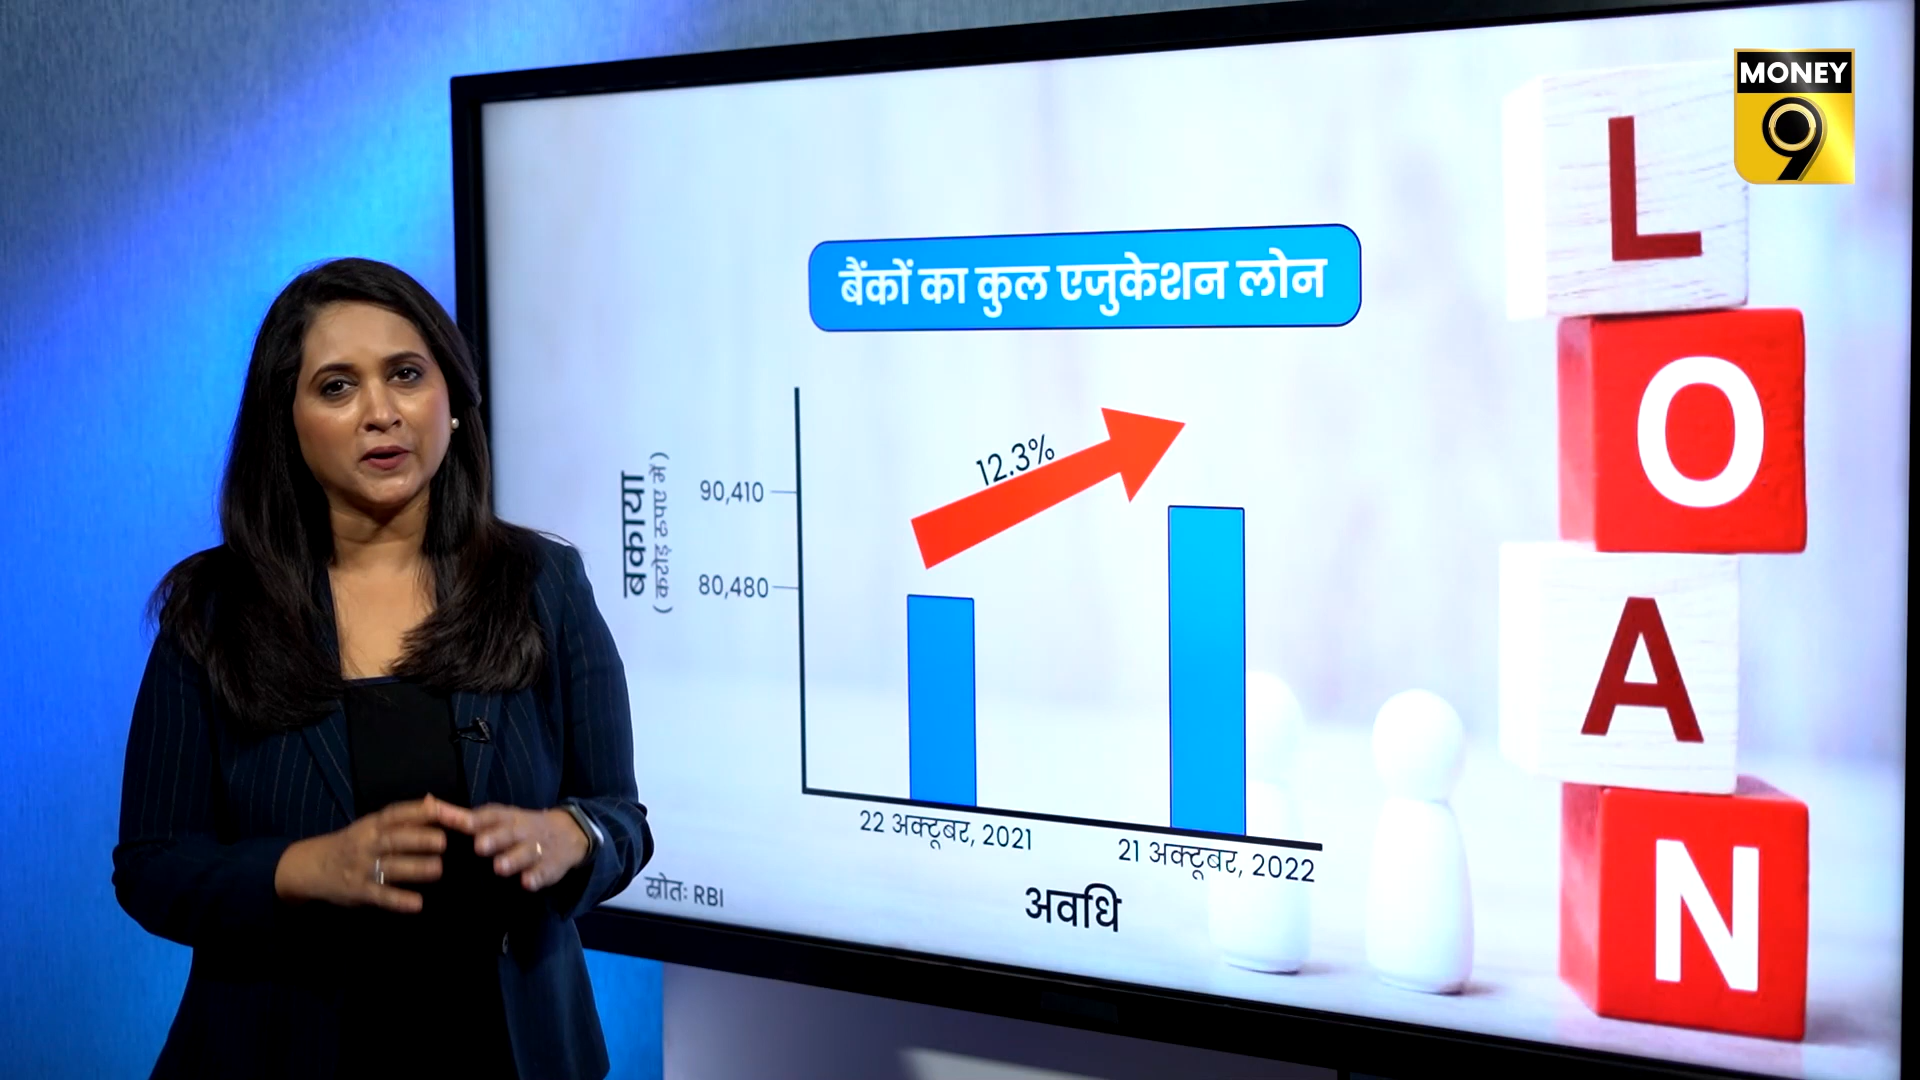 MONEY
9
L
O
A
N
बैंकों का कुल एजुकेशन लोन
12.3%
बकाया
(करोड़ रुपए में)
90,410
80,480
22 अक्टूबर, 2021
21 अक्टूबर, 2022
अवधि
स्रोतः RBI